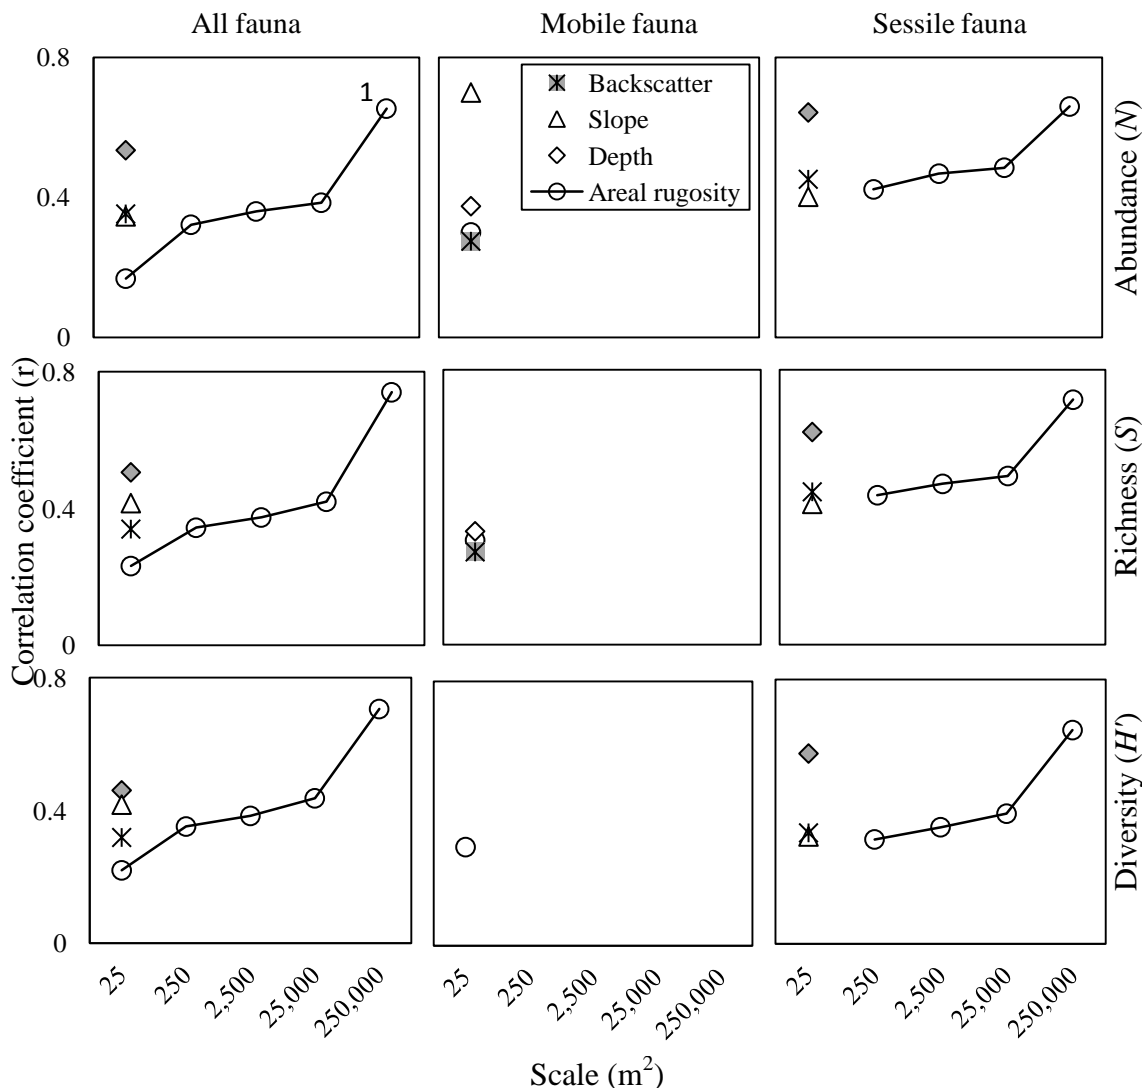 All fauna
Mobile fauna
Sessile fauna
0.8
0.4
0
1
Backscatter
Slope
Depth
Areal rugosity
Abundance (N)
Correlation coefficient (r)
0.8
0.4
0
Richness (S)
0.8
0.4
0
Diversity (H')
25
250
2,500
25,000
250,000
25
250
2,500
25,000
250,000
25
250
2,500
25,000
250,000
Scale (m²)